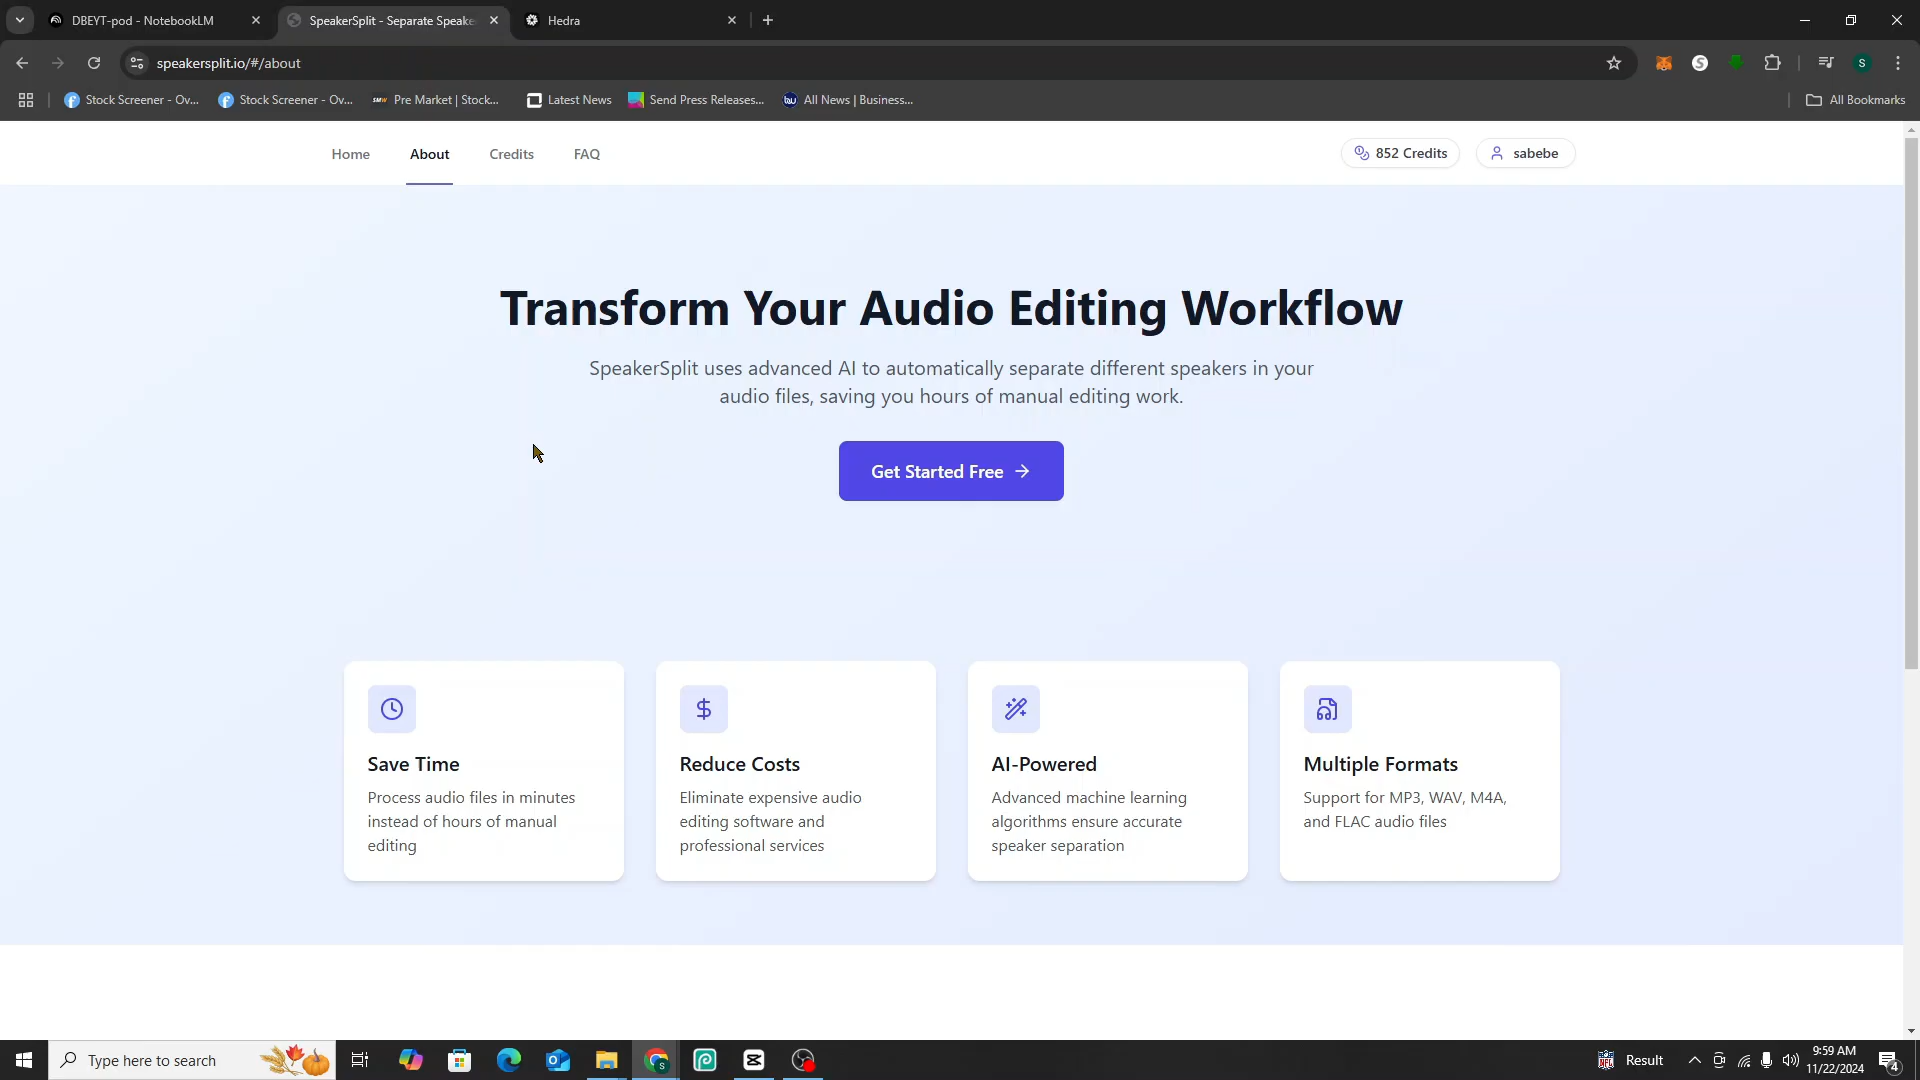 DBEYT-pod - NotebookLM
SpeakerSplit - Separate Speake
Hedra
speakersplit.io/#/about
S
Stock Screener - Ov...
Stock Screener - Ov...
Pre Market | Stock...
Latest News
Send Press Releases...
All News | Business...
All Bookmarks
Home
About
Credits
FAQ
852 Credits
sabebe
Transform Your Audio Editing Workflow
SpeakerSplit uses advanced AI to automatically separate different speakers in your
audio files, saving you hours of manual editing work.
Get Started Free
Save Time
Process audio files in minutes
instead of hours of manual
editing
Reduce Costs
Eliminate expensive audio
editing software and
professional services
AI-Powered
Advanced machine learning
algorithms ensure accurate
speaker separation
Multiple Formats
Support for MP3, WAV, M4A,
and FLAC audio files
Type here to search
Result
9:59 AM
11/22/2024
4